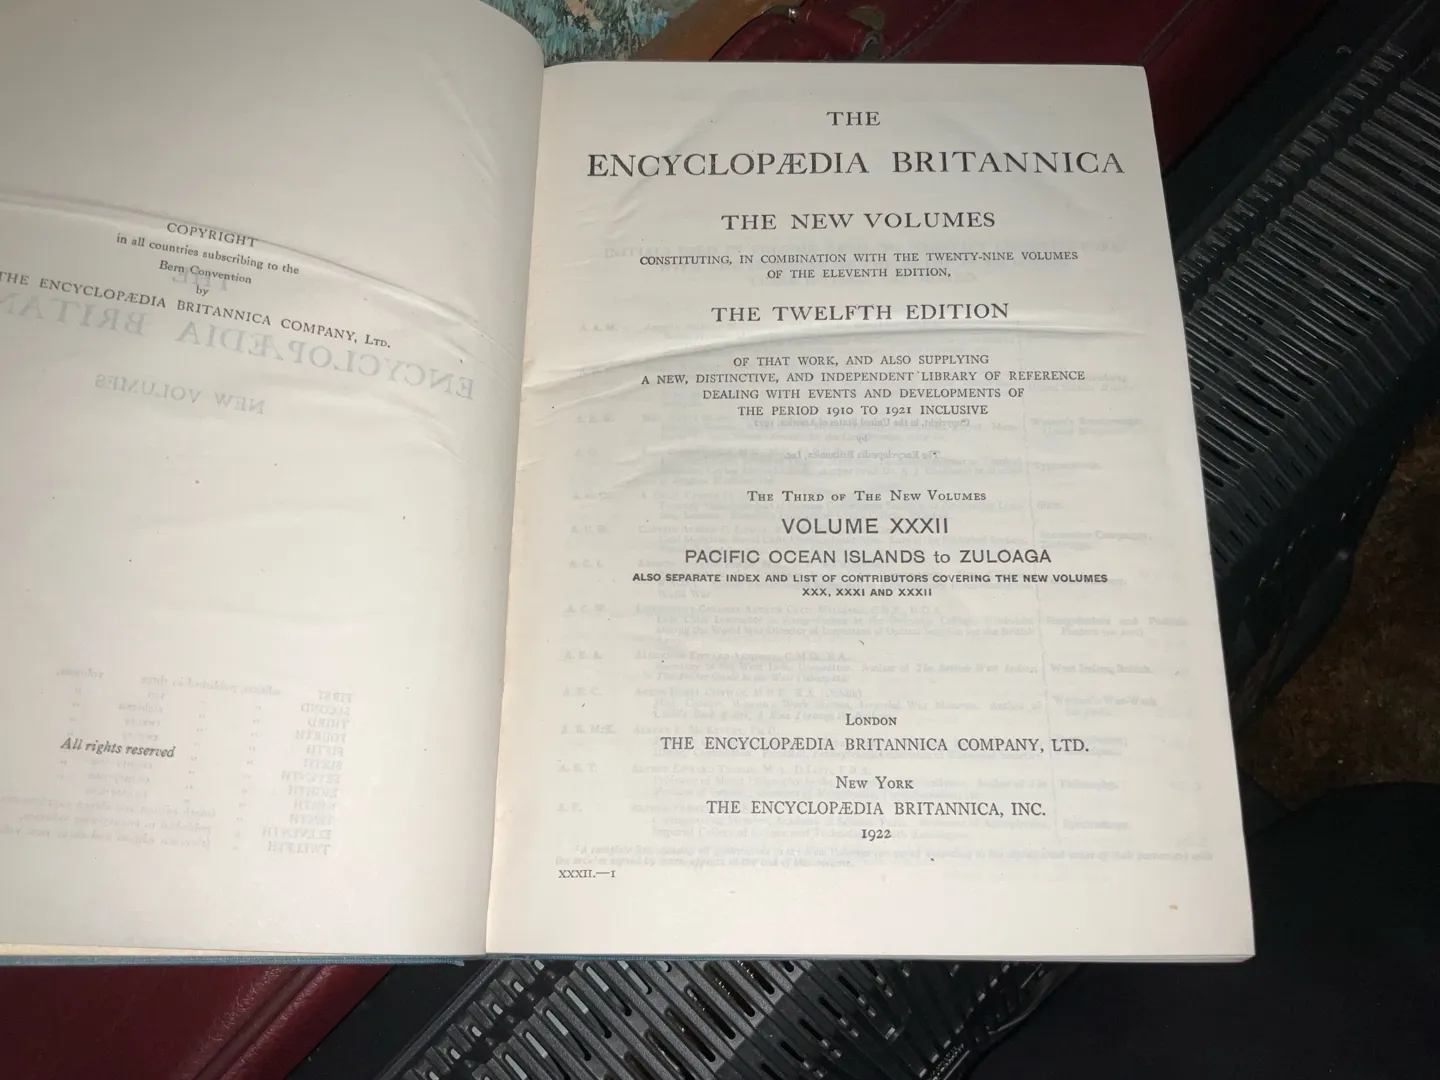 COPYRIGHT
in all countries subscribing to the
Bern Convention
by
THE ENCYCLOPÆDIA BRITANNICA COMPANY, LTD.
All rights reserved
THE
ENCYCLOPÆDIA BRITANNICA
THE NEW VOLUMES
CONSTITUTING, IN COMBINATION WITH THE TWENTY-NINE VOLUMES
OF THE ELEVENTH EDITION,
THE TWELFTH EDITION
OF THAT WORK, AND ALSO SUPPLYING
A NEW, DISTINCTIVE, AND INDEPENDENT LIBRARY OF REFERENCE
DEALING WITH EVENTS AND DEVELOPMENTS OF
THE PERIOD 1910 TO 1921 INCLUSIVE
THE THIRD OF THE NEW VOLUMES
VOLUME XXXII
PACIFIC OCEAN ISLANDS to ZULOAGA
ALSO SEPARATE INDEX AND LIST OF CONTRIBUTORS COVERING THE NEW VOLUMES
XXX, XXXI AND XXXII
LONDON
THE ENCYCLOPÆDIA BRITANNICA COMPANY, LTD.
NEW YORK
THE ENCYCLOPÆDIA BRITANNICA, INC.
1922
XXXII.—1